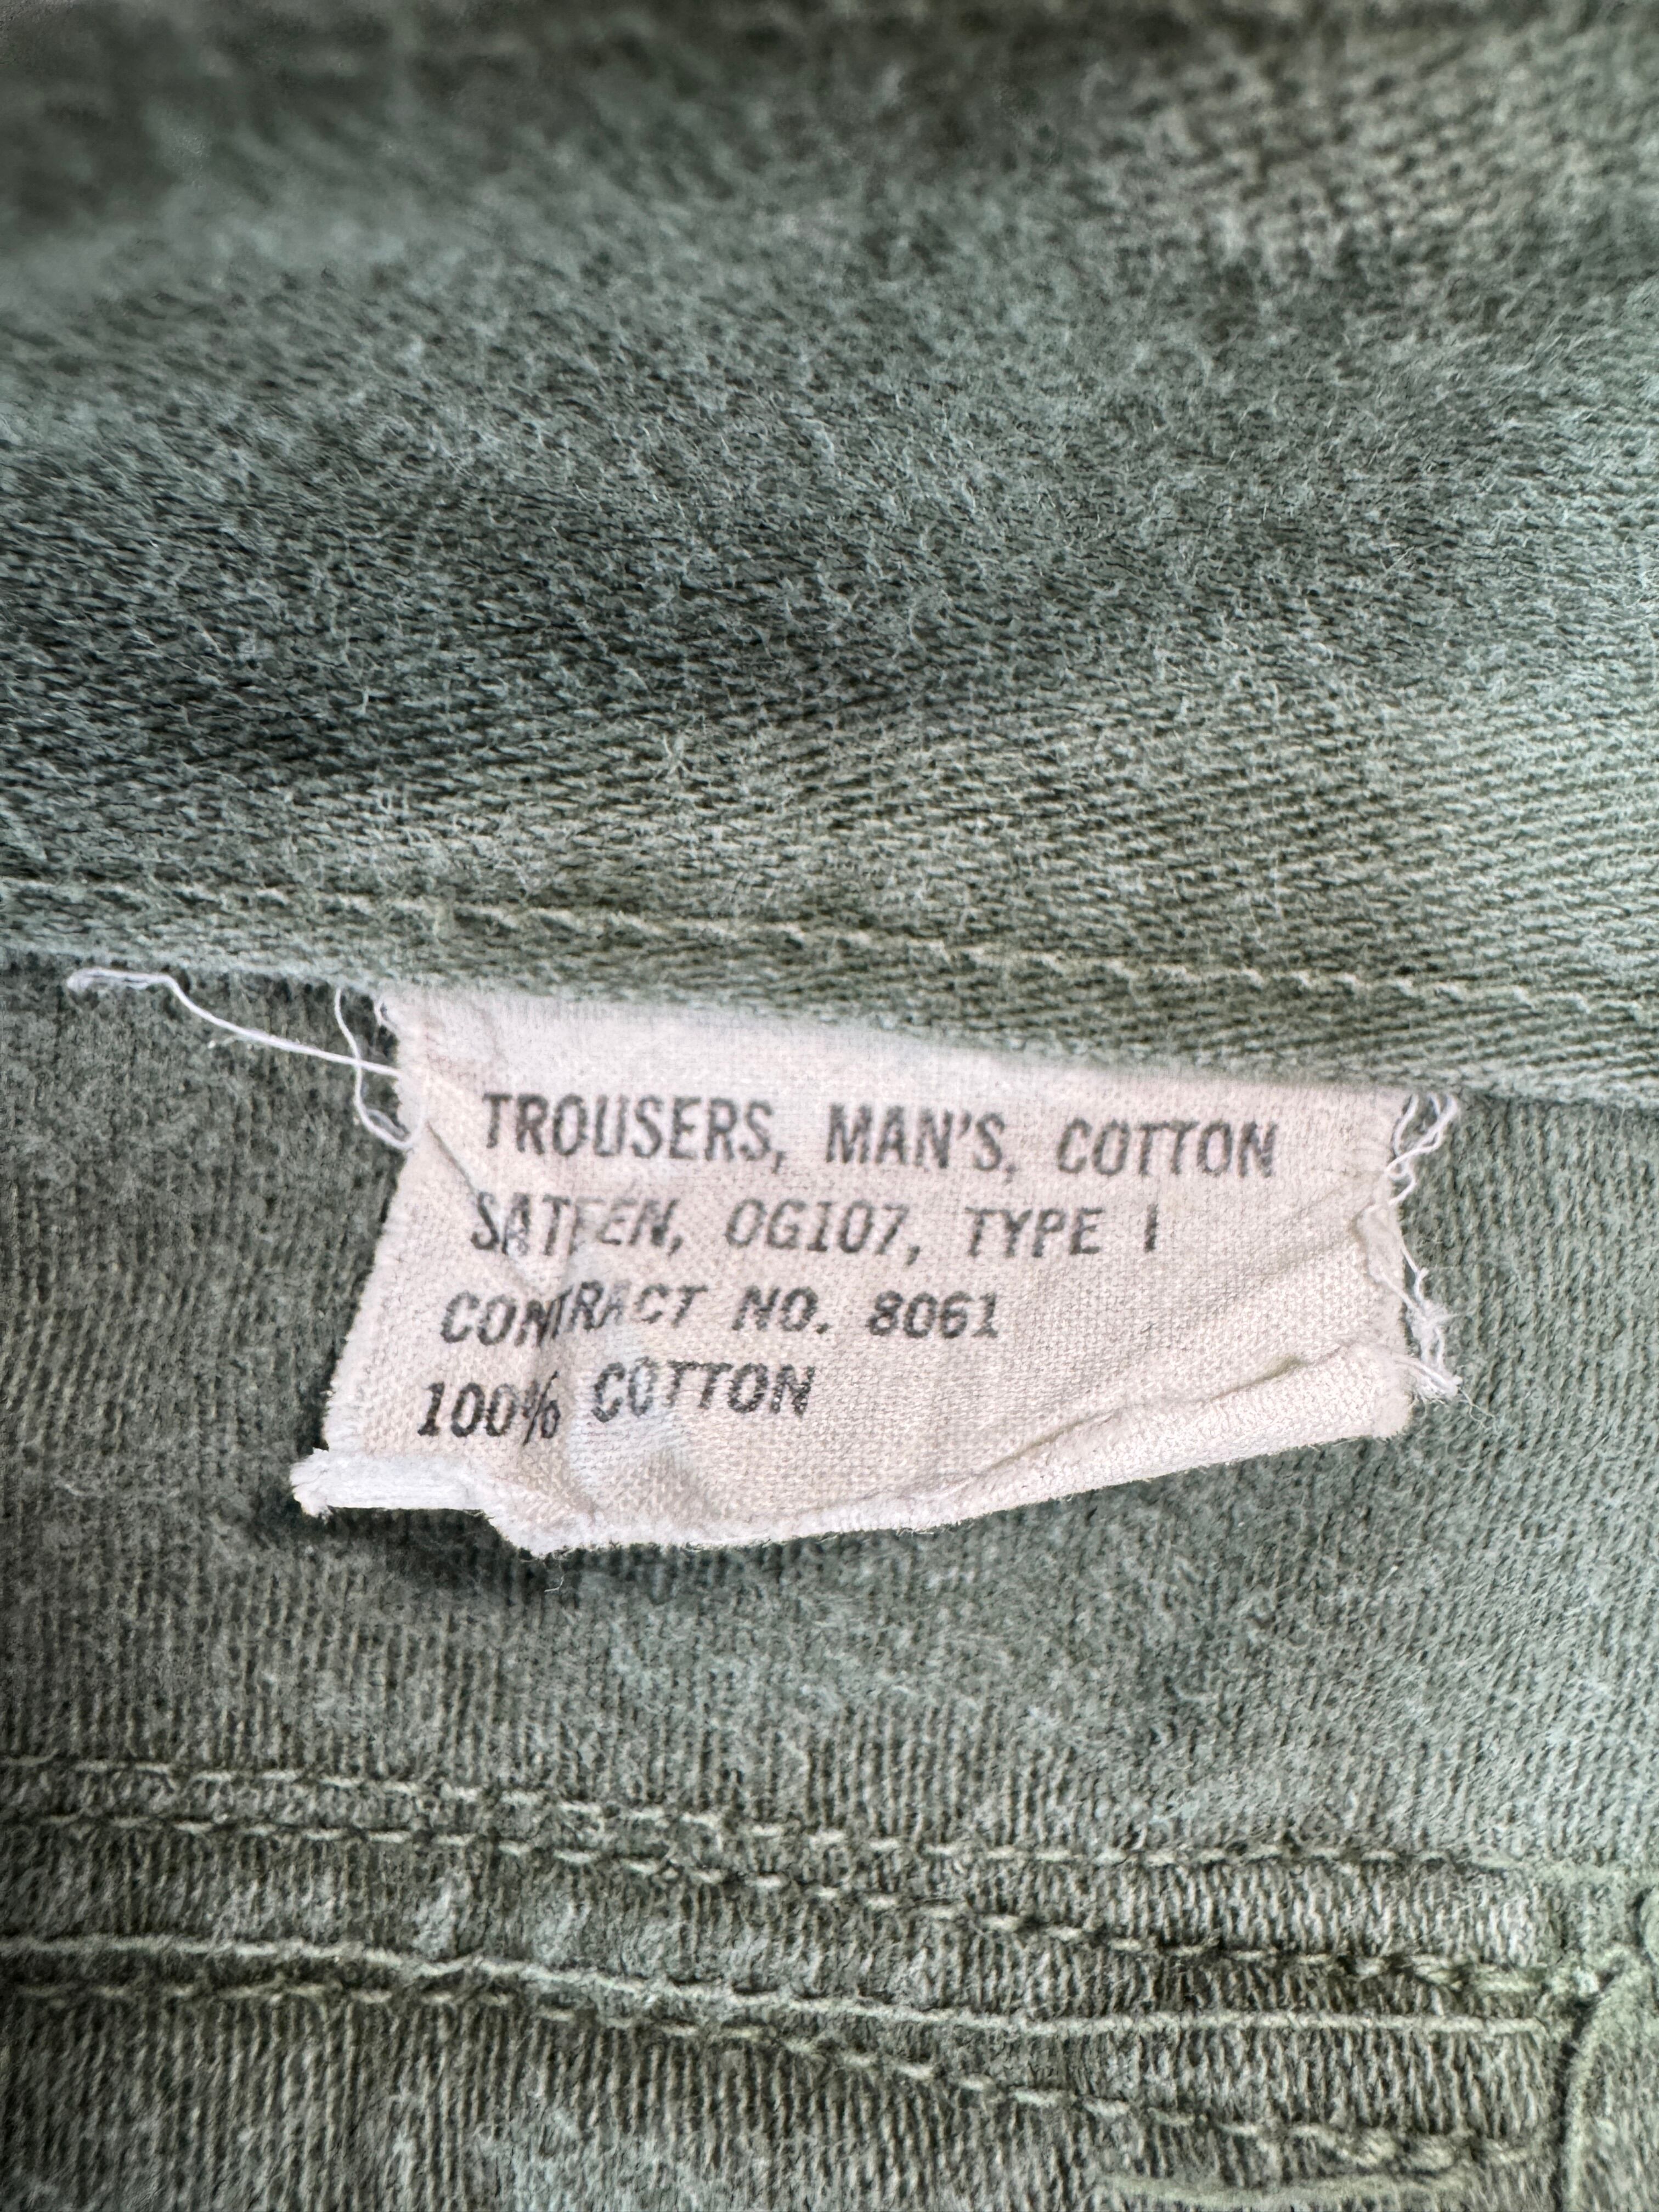 TROUSERS, MAN'S, COTTON
SATEEN, OG107, TYPE I
CONTRACT NO. 8061
100% COTTON